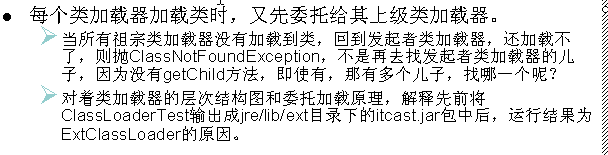 ● 每个类加载器加载类时，又先委托给其上级类加载器。
➢ 当所有祖宗类加载器没有加载到类，回到发起者类加载器，还加载不
了，则抛ClassNotFoundException，不是再去找发起者类加载器的儿
子，因为没有getChild方法，即使有，那有多个儿子，找哪一个呢？
➢ 对着类加载器的层次结构图和委托加载原理，解释先前将
ClassLoaderTest输出成jre/lib/ext目录下的itcast.jar包中后，运行结果为
ExtClassLoader的原因。